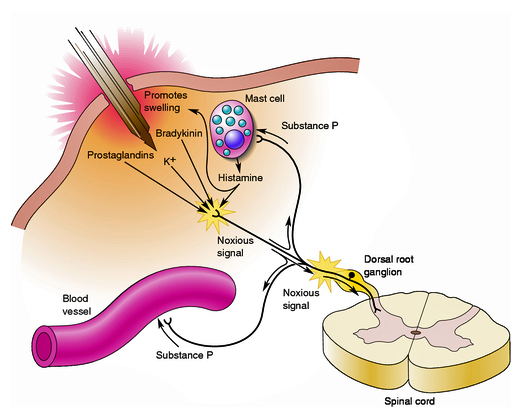 Promotes
swelling
Mast cell
Substance P
Bradykinin
Prostaglandins
K+
Histamine
Noxious
signal
Dorsal root
ganglion
Noxious
signal
Blood
vessel
Substance P
Spinal cord